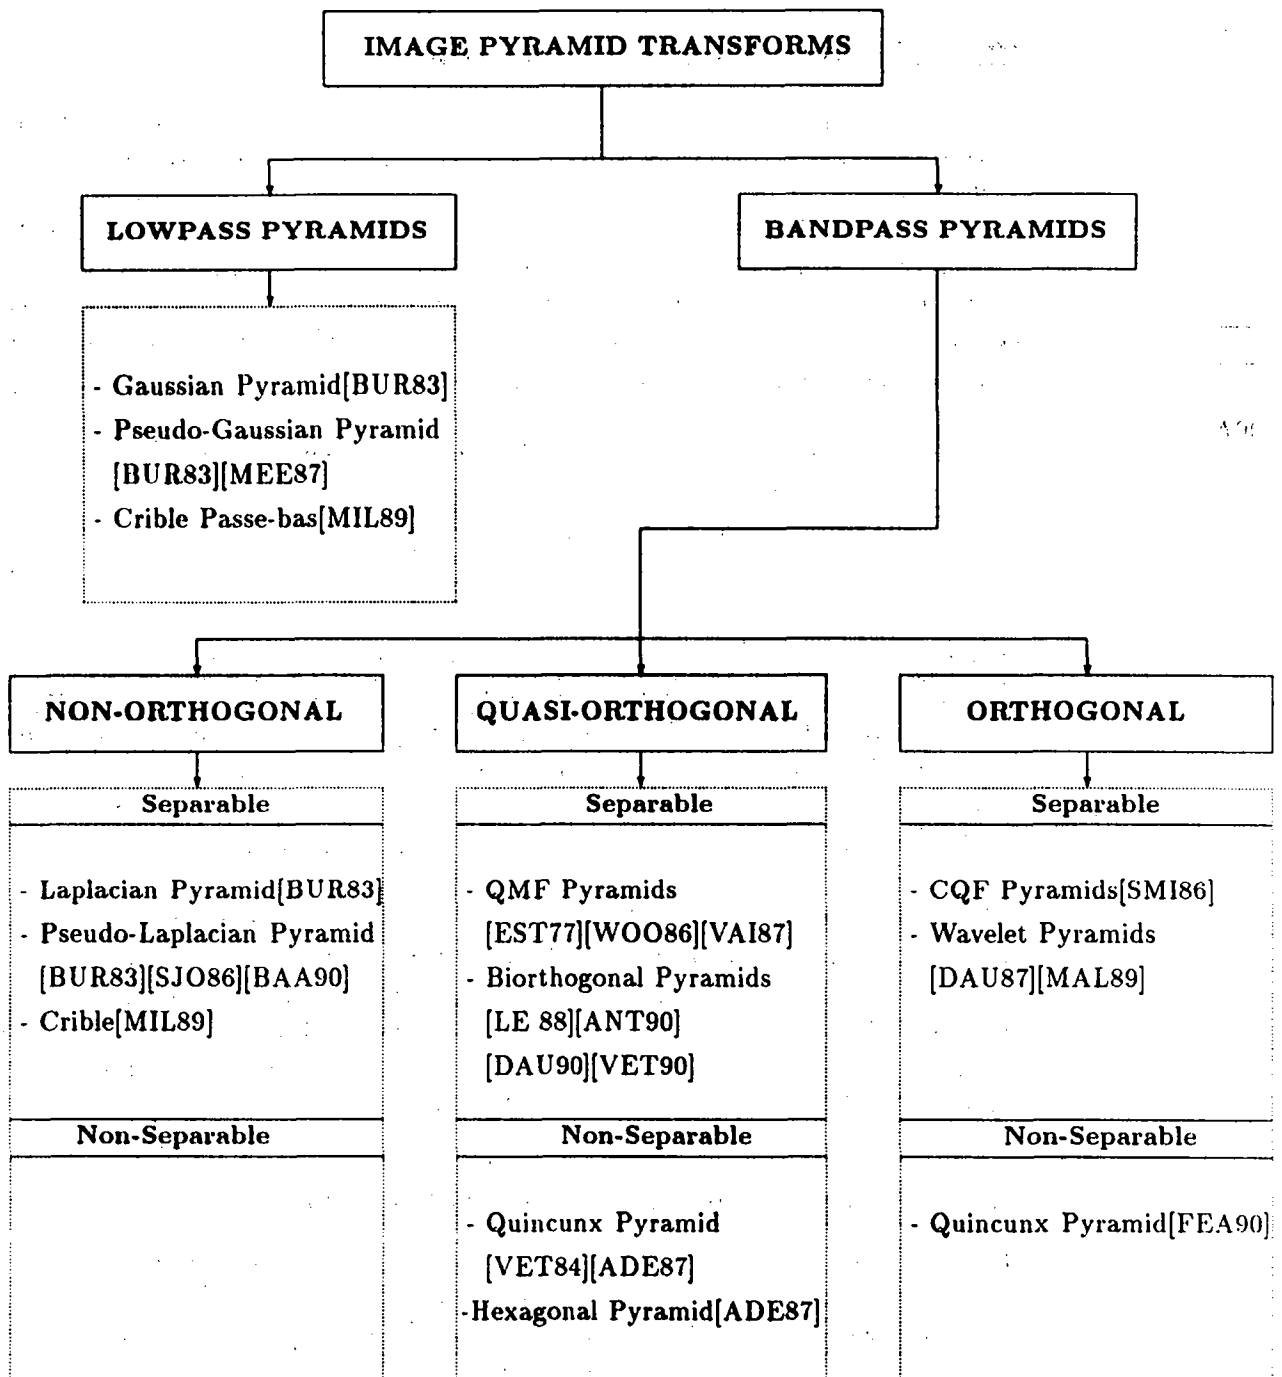 IMAGE PYRAMID TRANSFORMS
LOWPASS PYRAMIDS
BANDPASS PYRAMIDS
- Gaussian Pyramid[BUR83]
- Pseudo-Gaussian Pyramid
[BUR83][MEE87]
- Crible Passe-bas[MIL89]
NON-ORTHOGONAL
QUASI-ORTHOGONAL
ORTHOGONAL
Separable
- Laplacian Pyramid[BUR83]
- Pseudo-Laplacian Pyramid
[BUR83][SJO86][BAA90]
- Crible[MIL89]
Non-Separable
Separable
- QMF Pyramids
[EST77][WOO86][VAI87]
- Biorthogonal Pyramids
[LE 88][ANT90]
[DAU90][VET90]
Non-Separable
- Quincunx Pyramid
[VET84][ADE87]
-Hexagonal Pyramid[ADE87]
Separable
- CQF Pyramids[SMI86]
- Wavelet Pyramids
[DAU87][MAL89]
Non-Separable
- Quincunx Pyramid[FEA90]